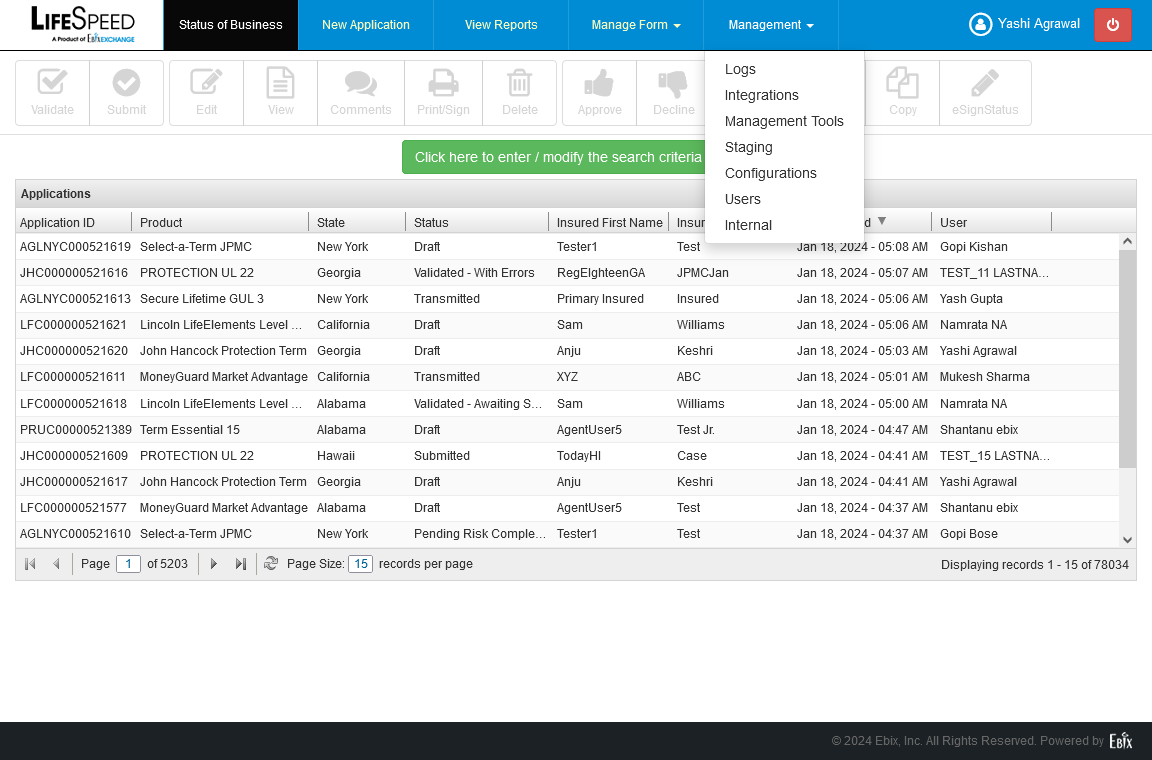 LIFESPEED
A Product of EbixEXCHANGE
Status of Business
New Application
View Reports
Manage Form
Management
Yashi Agrawal
Validate
Submit
Edit
View
Comments
Print/Sign
Delete
Approve
Decline
Copy
eSignStatus
Logs
Integrations
Management Tools
Staging
Configurations
Users
Internal
Click here to enter / modify the search criteria
Applications
Application ID Product State Status Insured First Name Insur d User
AGLNYC000521619 Select-a-Term JPMC New York Draft Tester1 Test Jan 18, 2024 - 05:08 AM Gopi Kishan
JHC000000521616 PROTECTION UL 22 Georgia Validated - With Errors RegEIghteenGA JPMCJan Jan 18, 2024 - 05:07 AM TEST_11 LASTNA...
AGLNYC000521613 Secure Lifetime GUL 3 New York Transmitted Primary Insured Insured Jan 18, 2024 - 05:06 AM Yash Gupta
LFC000000521621 Lincoln LifeElements Level ... California Draft Sam Williams Jan 18, 2024 - 05:06 AM Namrata NA
JHC000000521620 John Hancock Protection Term Georgia Draft Anju Keshri Jan 18, 2024 - 05:03 AM Yashi Agrawal
LFC000000521611 MoneyGuard Market Advantage California Transmitted XYZ ABC Jan 18, 2024 - 05:01 AM Mukesh Sharma
LFC000000521618 Lincoln LifeElements Level ... Alabama Validated - Awaiting S... Sam Williams Jan 18, 2024 - 05:00 AM Namrata NA
PRUC00000521389 Term Essential 15 Alabama Draft AgentUser5 Test Jr. Jan 18, 2024 - 04:47 AM Shantanu ebix
JHC000000521609 PROTECTION UL 22 Hawaii Submitted TodayHI Case Jan 18, 2024 - 04:41 AM TEST_15 LASTNA...
JHC000000521617 John Hancock Protection Term Georgia Draft Anju Keshri Jan 18, 2024 - 04:41 AM Yashi Agrawal
LFC000000521577 MoneyGuard Market Advantage Alabama Draft AgentUser5 Test Jan 18, 2024 - 04:37 AM Shantanu ebix
AGLNYC000521610 Select-a-Term JPMC New York Pending Risk Comple... Tester1 Test Jan 18, 2024 - 04:37 AM Gopi Bose
Page 1 of 5203 Page Size: 15 records per page Displaying records 1 - 15 of 78034
© 2024 Ebix, Inc. All Rights Reserved. Powered by Ebix